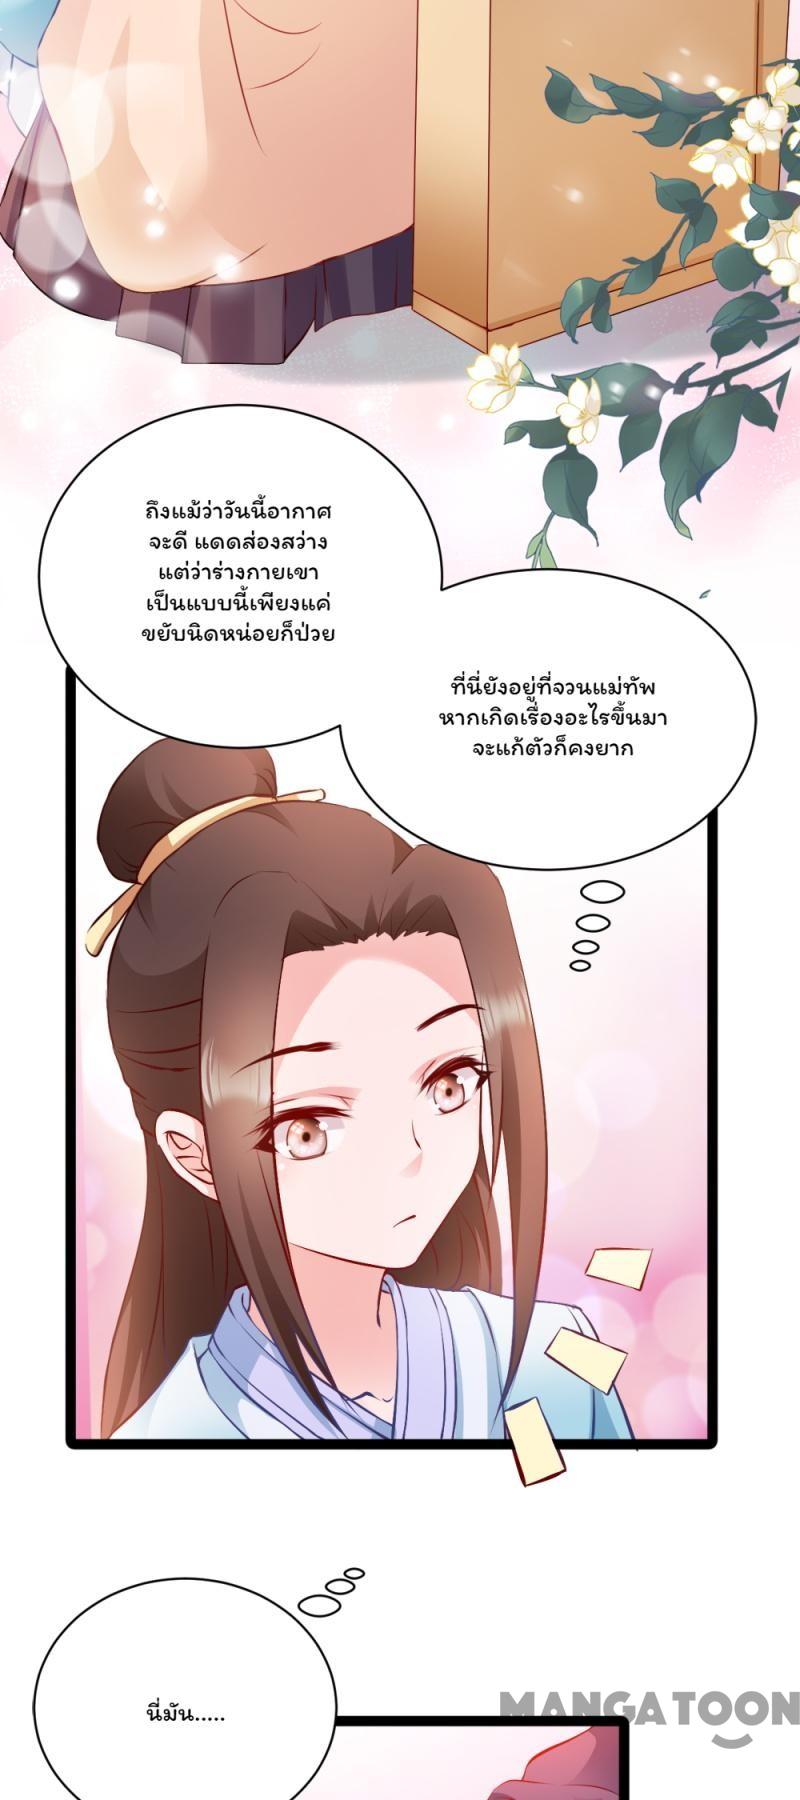 ถึงแม้ว่าวันนี้อากาศ
จะดี แดดส่องสว่าง
แต่ว่าร่างกายเขา
เป็นแบบนี้เพียงแค่
ขยับนิดหน่อยก็ป่วย
ที่นี่ยังอยู่ที่จวนแม่ทัพ
หากเกิดเรื่องอะไรขึ้นมา
จะแก้ตัวก็คงยาก
นี่มัน.....
MANGATOON